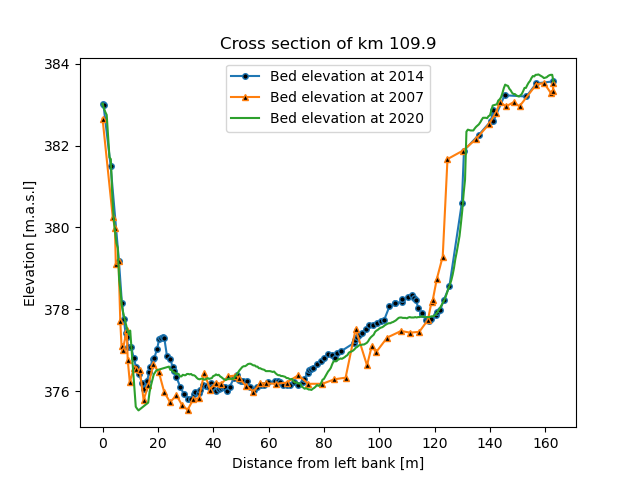 Cross section of km 109.9
Bed elevation at 2014
Bed elevation at 2007
Bed elevation at 2020
Elevation [m.a.s.l]
384
382
380
378
376
0 20 40 60 80 100 120 140 160
Distance from left bank [m]